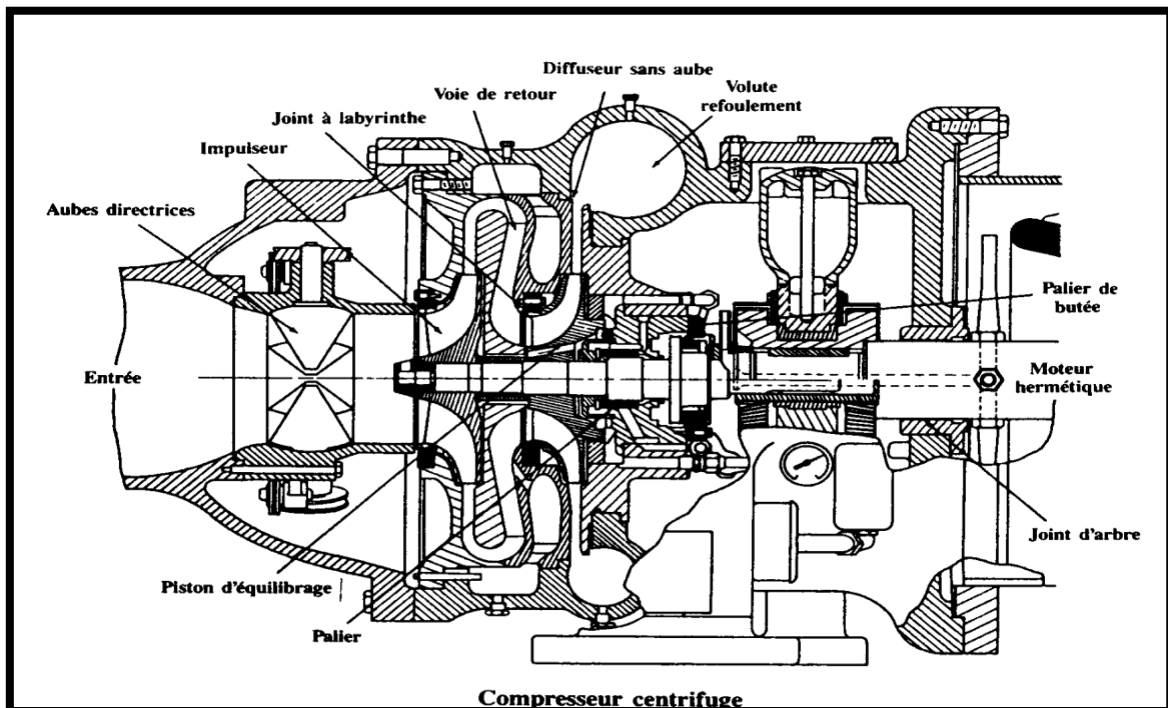 Diffuseur sans aube
Voie de retour
Volute
refoulement
Joint à labyrinthe
Impuiseur
Aubes directrices
Palier de
butée
Entrée
Moteur
hermétique
Joint d'arbre
Piston d'équilibrage
Palier
Compresseur centrifuge